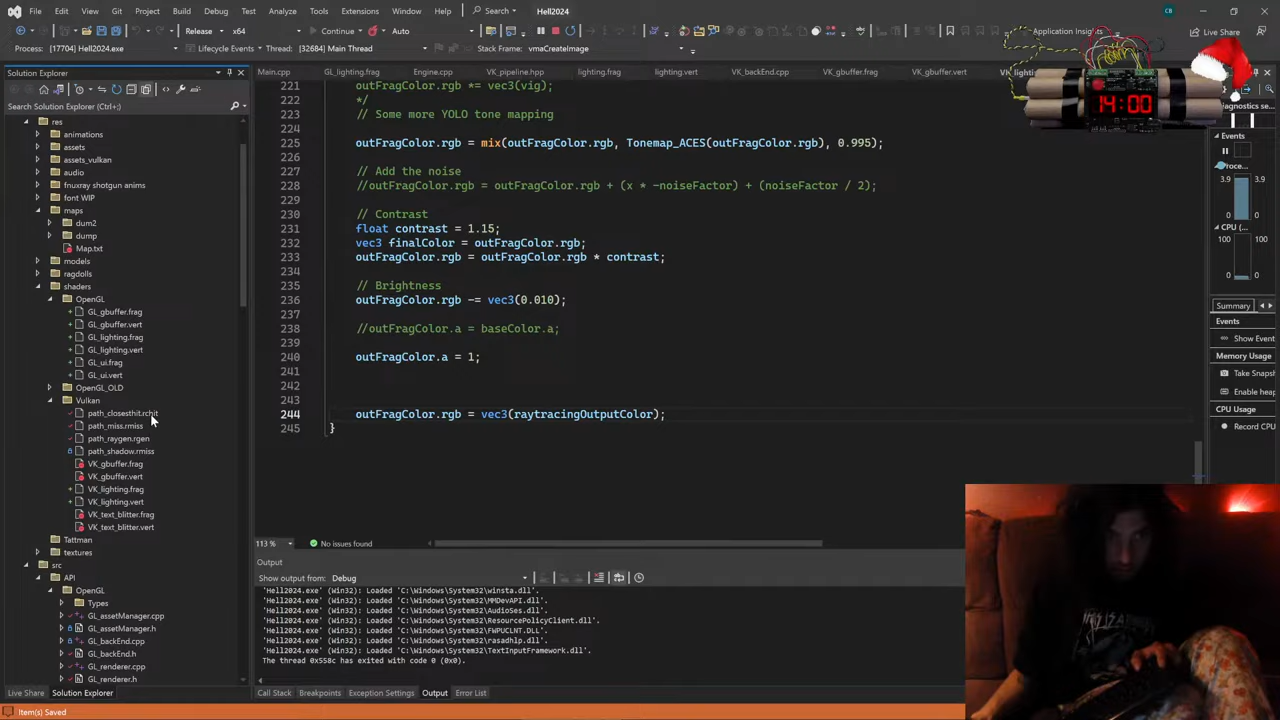 File Edit View Git Project Build Debug Test Analyze Tools Extensions Window Help Search Hell2024 CB
Release x64 Continue Auto Application Insights Live Share
Process: [17704] Hell2024.exe Lifecycle Events Thread: [32684] Main Thread Stack Frame: vmaCreateImage
Solution Explorer
Main.cpp GL_lighting.frag Engine.cpp VK_pipeline.hpp lighting.frag lighting.vert VK_backEnd.cpp VK_gbuffer.frag VK_gbuffer.vert
Search Solution Explorer (Ctrl+;)
res
animations
assets
assets_vulkan
audio
fnuxray shotgun anims
font WIP
maps
dum2
dump
Map.txt
models
ragdolls
shaders
OpenGL
GL_gbuffer.frag
GL_gbuffer.vert
GL_lighting.frag
GL_lighting.vert
GL_ui.frag
GL_ui.vert
OpenGL_OLD
Vulkan
path_closesthit.rchit
path_miss.rmiss
path_raygen.rgen
path_shadow.rmiss
VK_gbuffer.frag
VK_gbuffer.vert
VK_lighting.frag
VK_lighting.vert
VK_text_blitter.frag
VK_text_blitter.vert
Tattman
textures
src
API
OpenGL
Types
GL_assetManager.cpp
GL_assetManager.h
GL_backEnd.cpp
GL_backEnd.h
GL_renderer.cpp
GL_renderer.h
Live Share Solution Explorer
221 outFragColor.rgb *= vec3(vig);
222 */
223 // Some more YOLO tone mapping
224
225 outFragColor.rgb = mix(outFragColor.rgb, Tonemap_ACES(outFragColor.rgb), 0.995);
226
227 // Add the noise
228 //outFragColor.rgb = outFragColor.rgb + (x * -noiseFactor) + (noiseFactor / 2);
229
230 // Contrast
231 float contrast = 1.15;
232 vec3 finalColor = outFragColor.rgb;
233 outFragColor.rgb = outFragColor.rgb * contrast;
234
235 // Brightness
236 outFragColor.rgb -= vec3(0.010);
237
238 //outFragColor.a = baseColor.a;
239
240 outFragColor.a = 1;
241
242
243
244 outFragColor.rgb = vec3(raytracingOutputColor);
245 }
113 % No issues found
Output
Show output from: Debug
'Hell2024.exe' (Win32): Loaded 'C:\Windows\System32\winsta.dll'.
'Hell2024.exe' (Win32): Loaded 'C:\Windows\System32\MMDevAPI.dll'.
'Hell2024.exe' (Win32): Loaded 'C:\Windows\System32\AudioSes.dll'.
'Hell2024.exe' (Win32): Loaded 'C:\Windows\System32\ResourcePolicyClient.dll'.
'Hell2024.exe' (Win32): Loaded 'C:\Windows\System32\FWPUCLNT.DLL'.
'Hell2024.exe' (Win32): Loaded 'C:\Windows\System32\rasadhlp.dll'.
'Hell2024.exe' (Win32): Loaded 'C:\Windows\System32\TextInputFramework.dll'.
The thread 0x558c has exited with code 0 (0x0).
Call Stack Breakpoints Exception Settings Output Error List
Item(s) Saved
14:00
Events
3.9 3.9
0 0
CPU (
100 100
0 0
Summary
Events
Show Event
Memory Usage
Take Snapsh
Enable heap
CPU Usage
Record CPU